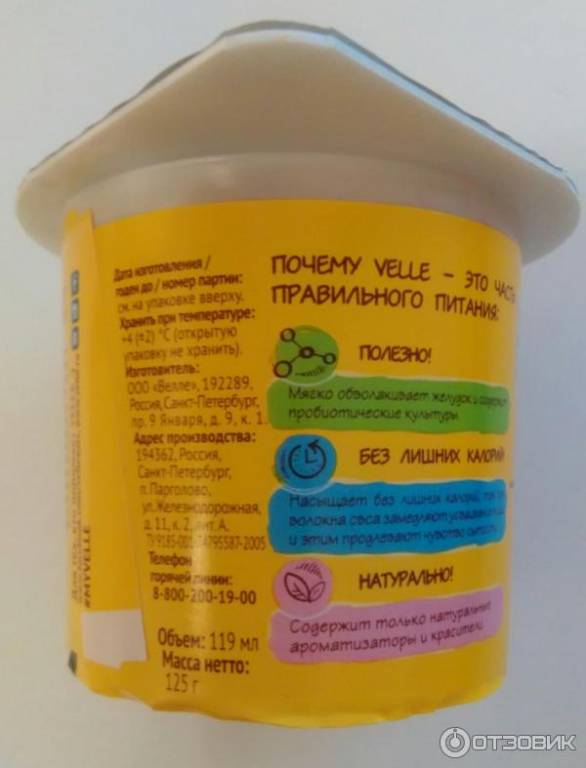 Дата изготовления /
годен до / номер партии:
см. на упаковке вверху.
Хранить при температуре:
+4 (±2) °C (открытую
упаковку не хранить).
Изготовитель:
ООО «Велле», 192289,
Россия, Санкт-Петербург,
пр. 9 Января, д. 9, к. 1.
Адрес производства:
194362, Россия,
Санкт-Петербург,
п. Парголово,
ул. Железнодорожная,
д. 11, к. 2, лит. А.
Телефон
горячей линии:
8-800-200-19-00
Объем: 119 мл
Масса нетто:
125 г
#MYVELLE
ПОЧЕМУ VELLE – ЭТО ЧАСТЬ
ПРАВИЛЬНОГО ПИТАНИЯ:
ПОЛЕЗНО!
Мягко обволакивает желудок и содержит
пробиотические культуры
БЕЗ ЛИШНИХ КАЛОРИЙ
Насыщает без лишних калорий, так как
волокна овса замедляют усваивание
и этим продлевают чувство сытости
НАТУРАЛЬНО!
Содержит только натуральные
ароматизаторы и красители
ОТЗОВИК